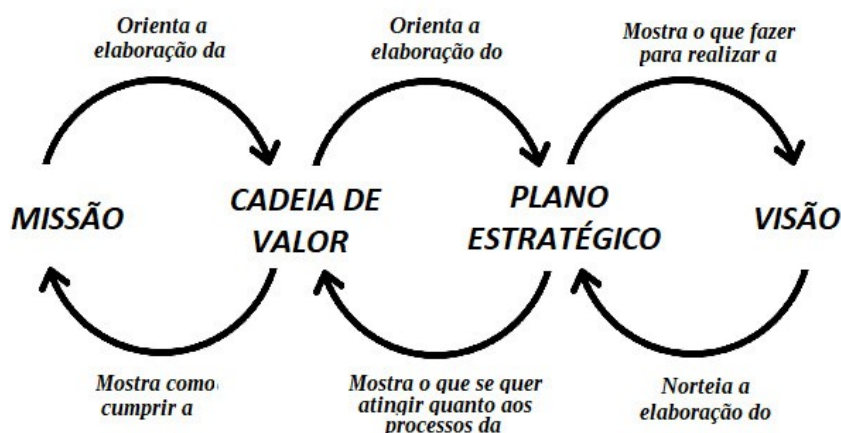 Orienta a
elaboração da
Orienta a
elaboração do
Mostra o que fazer
para realizar a
MISSÃO
CADEIA DE
VALOR
PLANO
ESTRATÉGICO
VISÃO
Mostra como
cumprir a
Mostra o que se quer
atingir quanto aos
processos da
Norteia a
elaboração do